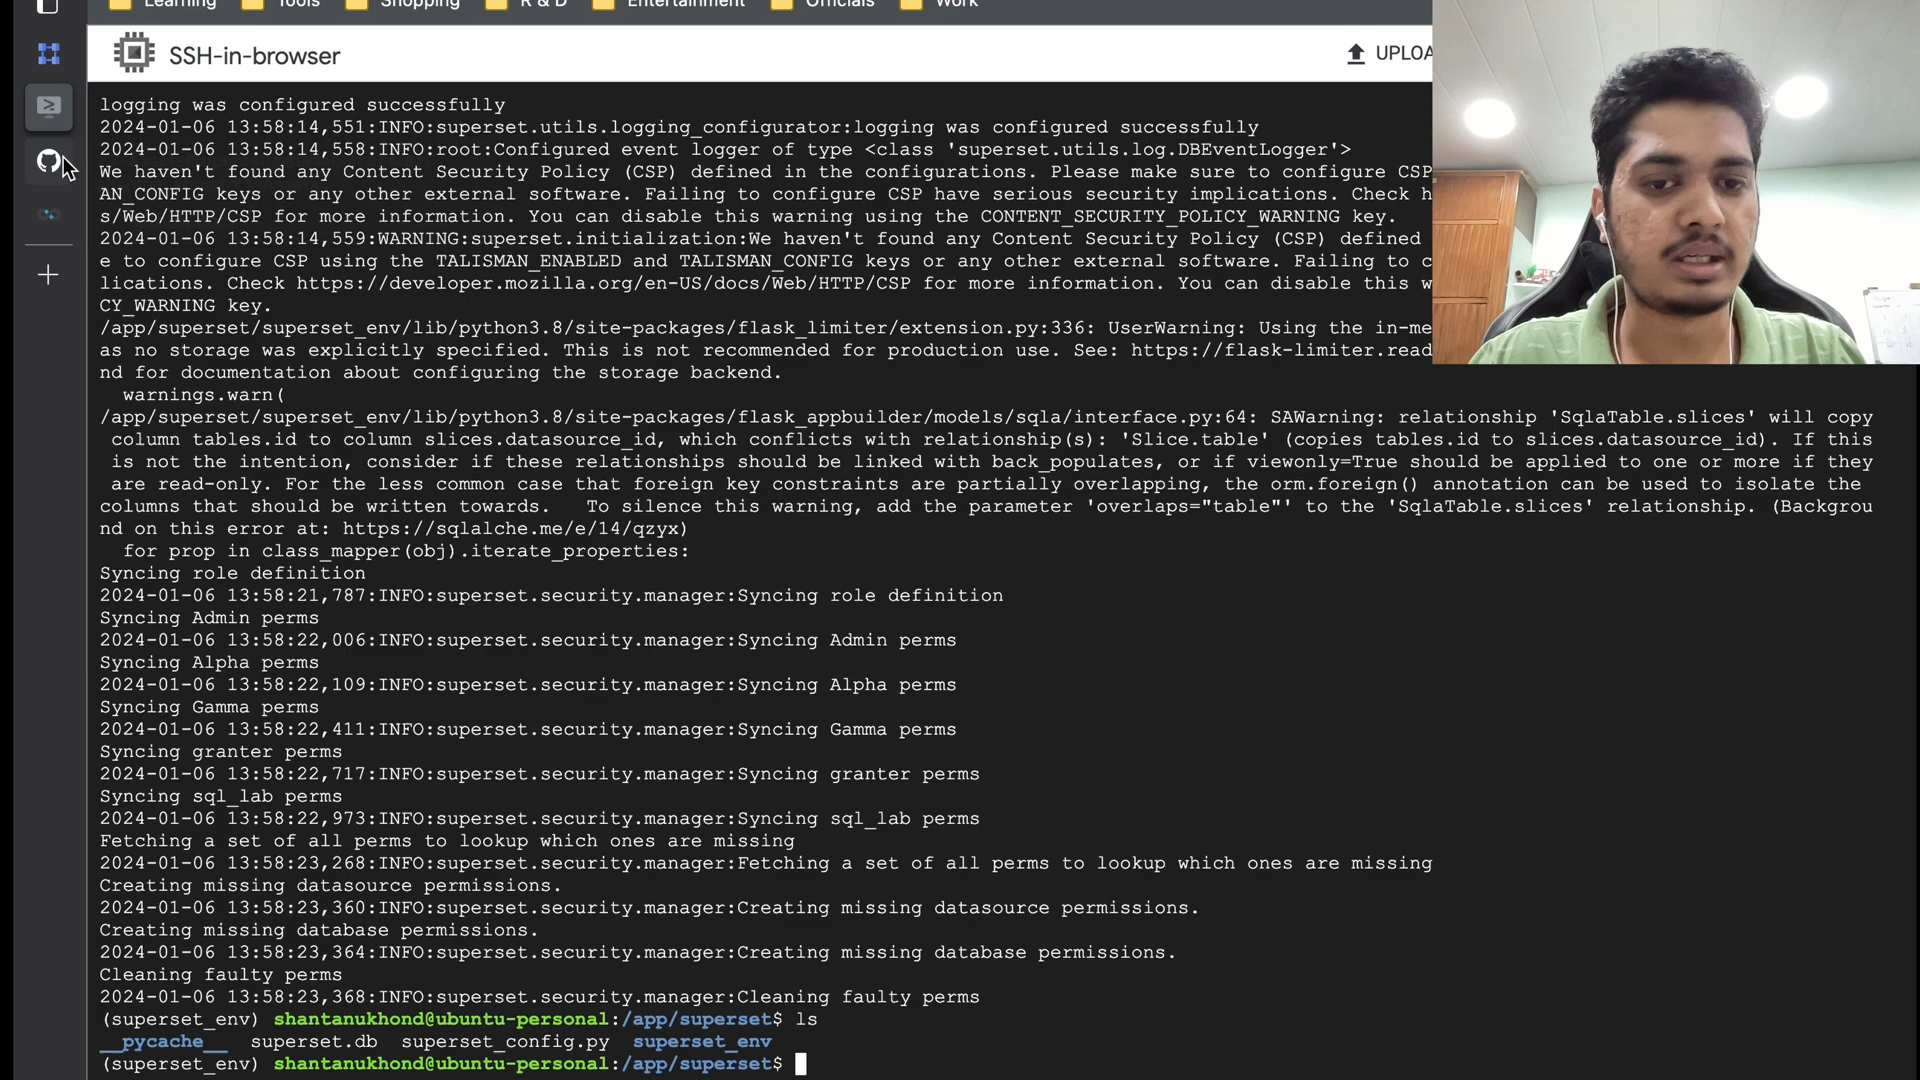 Learning Tools Shopping R & D Entertainment Officials Work
SSH-in-browser
UPLOA
logging was configured successfully
2024-01-06 13:58:14,551:INFO:superset.utils.logging_configurator:logging was configured successfully
2024-01-06 13:58:14,558:INFO:root:Configured event logger of type <class 'superset.utils.log.DBEventLogger'>
We haven't found any Content Security Policy (CSP) defined in the configurations. Please make sure to configure CSP
AN_CONFIG keys or any other external software. Failing to configure CSP have serious security implications. Check h
s/Web/HTTP/CSP for more information. You can disable this warning using the CONTENT_SECURITY_POLICY_WARNING key.
2024-01-06 13:58:14,559:WARNING:superset.initialization:We haven't found any Content Security Policy (CSP) defined
e to configure CSP using the TALISMAN_ENABLED and TALISMAN_CONFIG keys or any other external software. Failing to c
lications. Check https://developer.mozilla.org/en-US/docs/Web/HTTP/CSP for more information. You can disable this w
CY_WARNING key.
/app/superset/superset_env/lib/python3.8/site-packages/flask_limiter/extension.py:336: UserWarning: Using the in-me
as no storage was explicitly specified. This is not recommended for production use. See: https://flask-limiter.read
nd for documentation about configuring the storage backend.
warnings.warn(
/app/superset/superset_env/lib/python3.8/site-packages/flask_appbuilder/models/sqla/interface.py:64: SAWarning: relationship 'SqlaTable.slices' will copy
column tables.id to column slices.datasource_id, which conflicts with relationship(s): 'Slice.table' (copies tables.id to slices.datasource_id). If this
is not the intention, consider if these relationships should be linked with back_populates, or if viewonly=True should be applied to one or more if they
are read-only. For the less common case that foreign key constraints are partially overlapping, the orm.foreign() annotation can be used to isolate the
columns that should be written towards.   To silence this warning, add the parameter 'overlaps="table"' to the 'SqlaTable.slices' relationship. (Backgrou
nd on this error at: https://sqlalche.me/e/14/qzyx)
for prop in class_mapper(obj).iterate_properties:
Syncing role definition
2024-01-06 13:58:21,787:INFO:superset.security.manager:Syncing role definition
Syncing Admin perms
2024-01-06 13:58:22,006:INFO:superset.security.manager:Syncing Admin perms
Syncing Alpha perms
2024-01-06 13:58:22,109:INFO:superset.security.manager:Syncing Alpha perms
Syncing Gamma perms
2024-01-06 13:58:22,411:INFO:superset.security.manager:Syncing Gamma perms
Syncing granter perms
2024-01-06 13:58:22,717:INFO:superset.security.manager:Syncing granter perms
Syncing sql_lab perms
2024-01-06 13:58:22,973:INFO:superset.security.manager:Syncing sql_lab perms
Fetching a set of all perms to lookup which ones are missing
2024-01-06 13:58:23,268:INFO:superset.security.manager:Fetching a set of all perms to lookup which ones are missing
Creating missing datasource permissions.
2024-01-06 13:58:23,360:INFO:superset.security.manager:Creating missing datasource permissions.
Creating missing database permissions.
2024-01-06 13:58:23,364:INFO:superset.security.manager:Creating missing database permissions.
Cleaning faulty perms
2024-01-06 13:58:23,368:INFO:superset.security.manager:Cleaning faulty perms
(superset_env) shantanukhond@ubuntu-personal:/app/superset$ ls
__pycache__  superset.db  superset_config.py  superset_env
(superset_env) shantanukhond@ubuntu-personal:/app/superset$